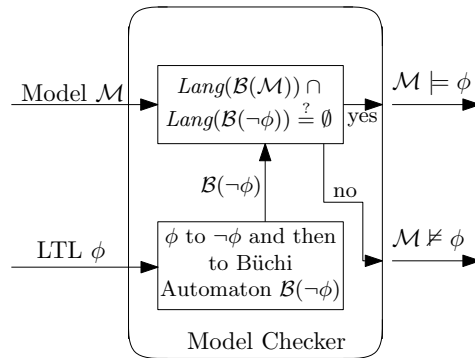 Model ℳ
Lang(ℬ(ℳ)) ∩
Lang(ℬ(¬ϕ)) ≟ ∅
yes
ℳ ⊨ ϕ
ℬ(¬ϕ)
no
LTL ϕ
ϕ to ¬ϕ and then
to Büchi
Automaton ℬ(¬ϕ)
ℳ ⊭ ϕ
Model Checker